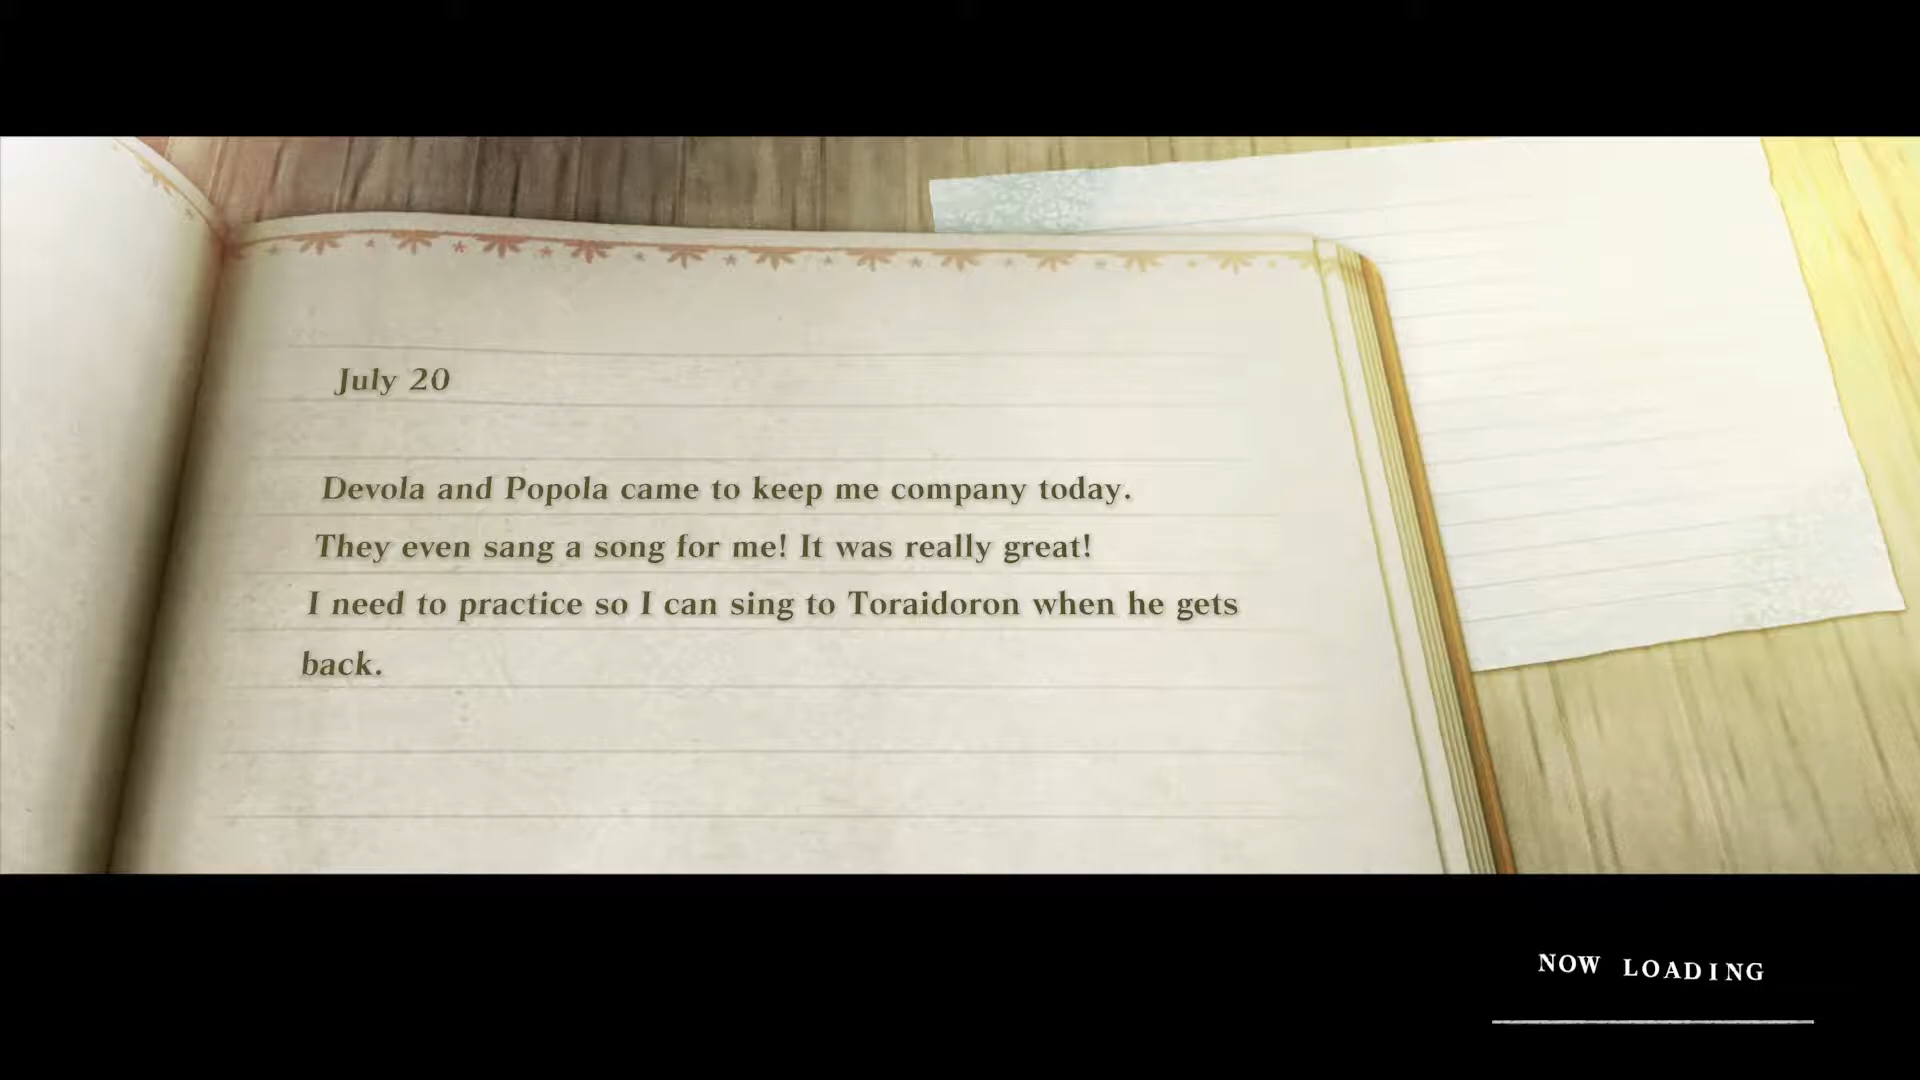 July 20
Devola and Popola came to keep me company today.
They even sang a song for me! It was really great!
I need to practice so I can sing to Toraidoron when he gets
back.
NOW LOADING